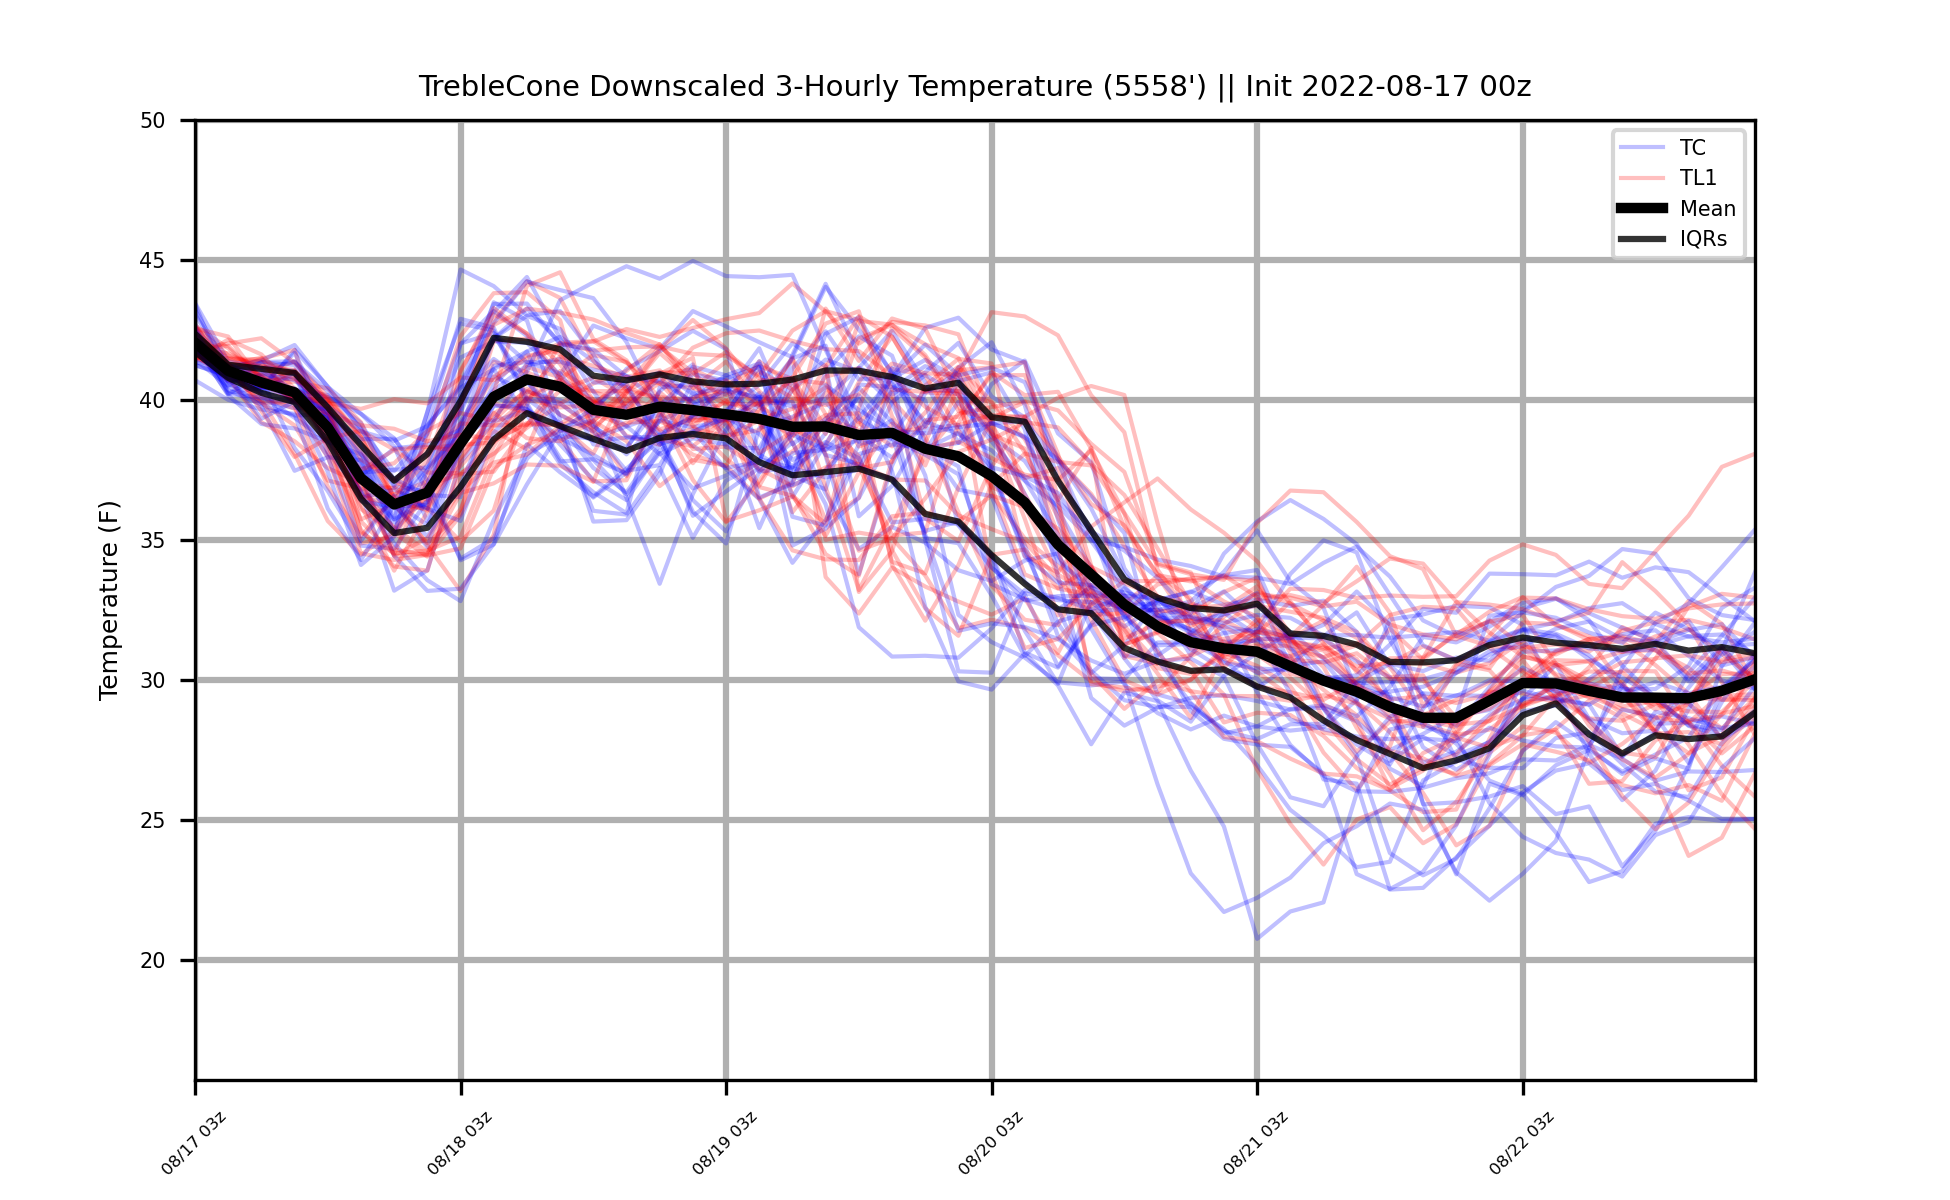 TrebleCone Downscaled 3-Hourly Temperature (5558') || Init 2022-08-17 00z
50
45
40
35
30
25
20
Temperature (F)
TC
TL1
Mean
IQRs
08/17 03z
08/18 03z
08/19 03z
08/20 03z
08/21 03z
08/22 03z